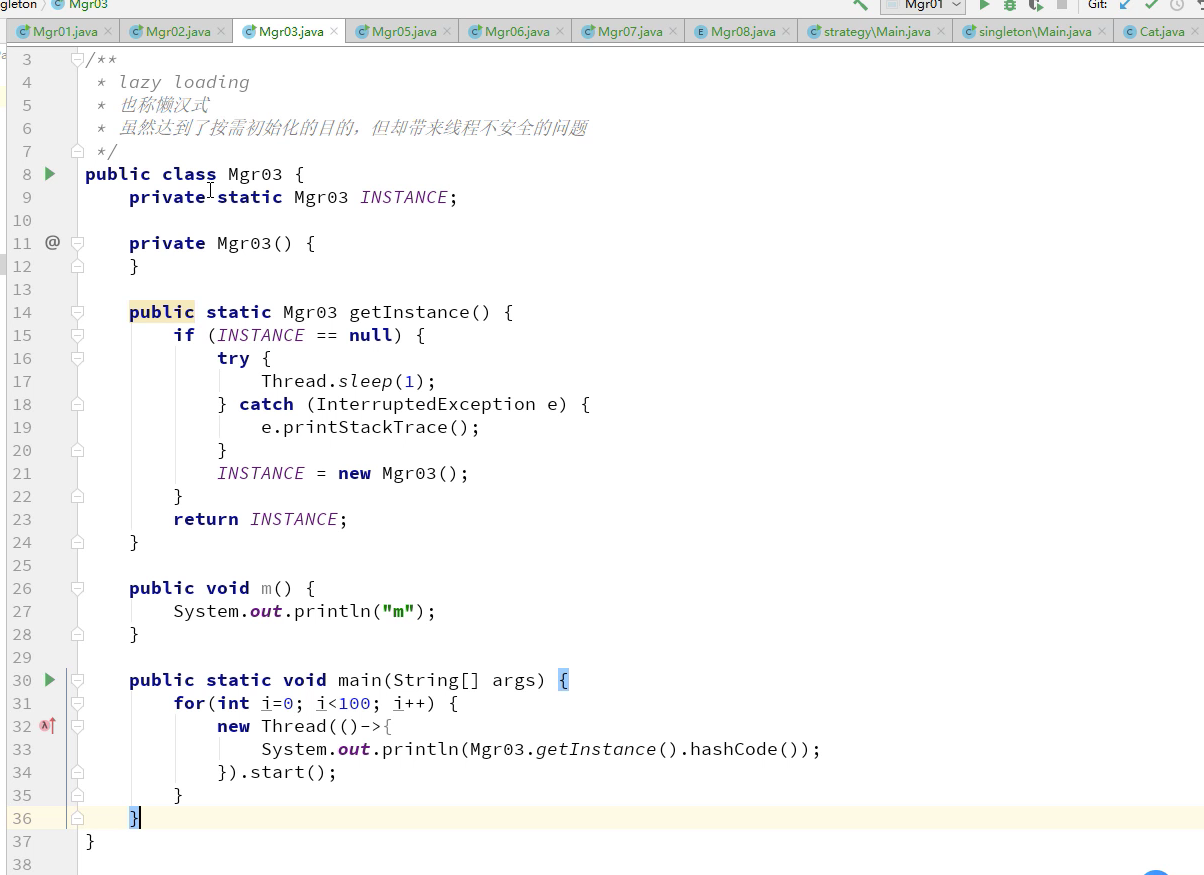 gleton
Mgr03
Mgr01
Git:
Mgr01.java
Mgr02.java
Mgr03.java
Mgr05.java
Mgr06.java
Mgr07.java
Mgr08.java
strategy\Main.java
singleton\Main.java
Cat.java
3 /**
4 * lazy loading
5 * 也称懒汉式
6 * 虽然达到了按需初始化的目的，但却带来线程不安全的问题
7 */
8 public class Mgr03 {
9 private static Mgr03 INSTANCE;
10
11 @ private Mgr03() {
12 }
13
14 public static Mgr03 getInstance() {
15 if (INSTANCE == null) {
16 try {
17 Thread.sleep(1);
18 } catch (InterruptedException e) {
19 e.printStackTrace();
20 }
21 INSTANCE = new Mgr03();
22 }
23 return INSTANCE;
24 }
25
26 public void m() {
27 System.out.println("m");
28 }
29
30 public static void main(String[] args) {
31 for(int i=0; i<100; i++) {
32 new Thread(()->{
33 System.out.println(Mgr03.getInstance().hashCode());
34 }).start();
35 }
36 }
37 }
38